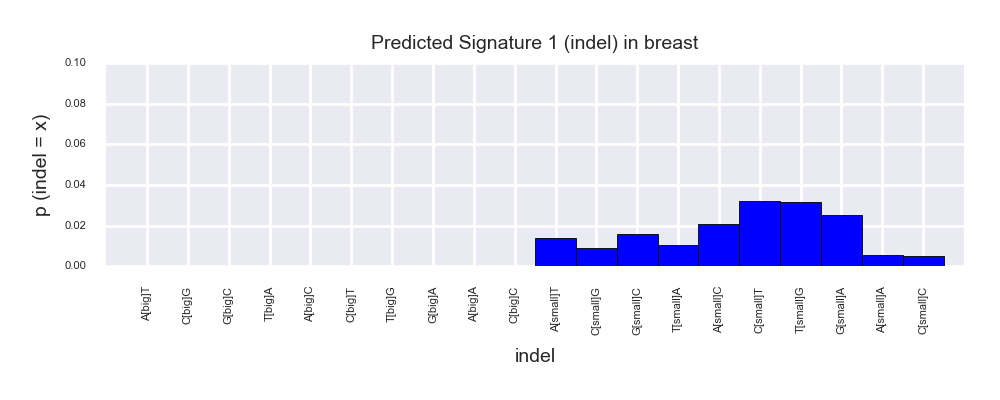 Predicted Signature 1 (indel) in breast
p (indel = x)
0.10
0.08
0.06
0.04
0.02
0.00
A[big]T
C[big]G
G[big]C
T[big]A
A[big]C
C[big]T
T[big]G
G[big]A
A[big]A
C[big]C
A[small]T
C[small]G
G[small]C
T[small]A
A[small]C
C[small]T
T[small]G
G[small]A
A[small]A
C[small]C
indel